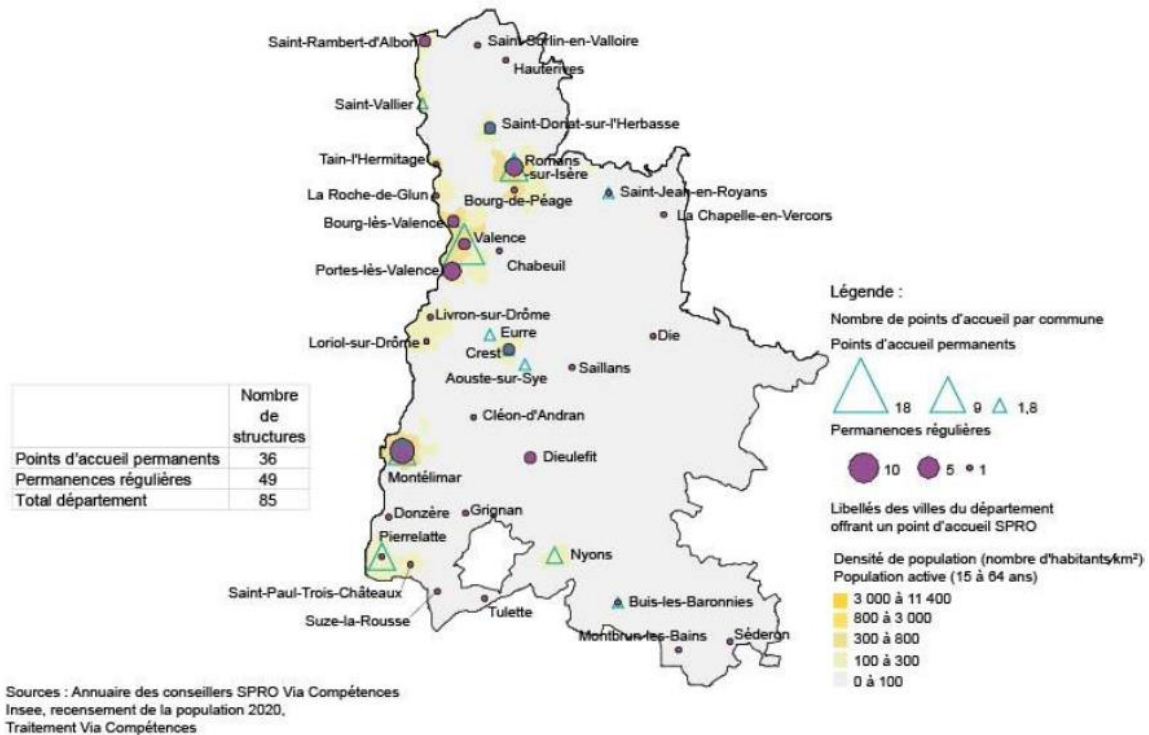 Saint-Rambert-d'Albon
Saint-Sorlin-en-Valloire
Hauterives
Saint-Vallier
Saint-Donat-sur-l'Herbasse
Tain-l'Hermitage
Romans
-sur-Isère
La Roche-de-Glun
Bourg-de-Péage
Saint-Jean-en-Royans
La Chapelle-en-Vercors
Bourg-lès-Valence
Valence
Chabeuil
Portes-lès-Valence
Livron-sur-Drôme
Eurre
Die
Loriol-sur-Drôme
Crest
Aouste-sur-Sye
Saillans
Cléon-d'Andran
Dieulefit
Montélimar
Donzère
Grignan
Pierrelatte
Nyons
Saint-Paul-Trois-Châteaux
Suze-la-Rousse
Tulette
Buis-les-Baronnies
Montbrun-les-Bains
Séderon
Nombre
de
structures
Points d'accueil permanents 36
Permanences régulières 49
Total département 85
Légende :
Nombre de points d'accueil par commune
Points d'accueil permanents
18 9 1,8
Permanences régulières
10 5 1
Libellés des villes du département
offrant un point d'accueil SPRO
Densité de population (nombre d'habitants/km²)
Population active (15 à 64 ans)
3 000 à 11 400
800 à 3 000
300 à 800
100 à 300
0 à 100
Sources : Annuaire des conseillers SPRO Via Compétences
Insee, recensement de la population 2020,
Traitement Via Compétences